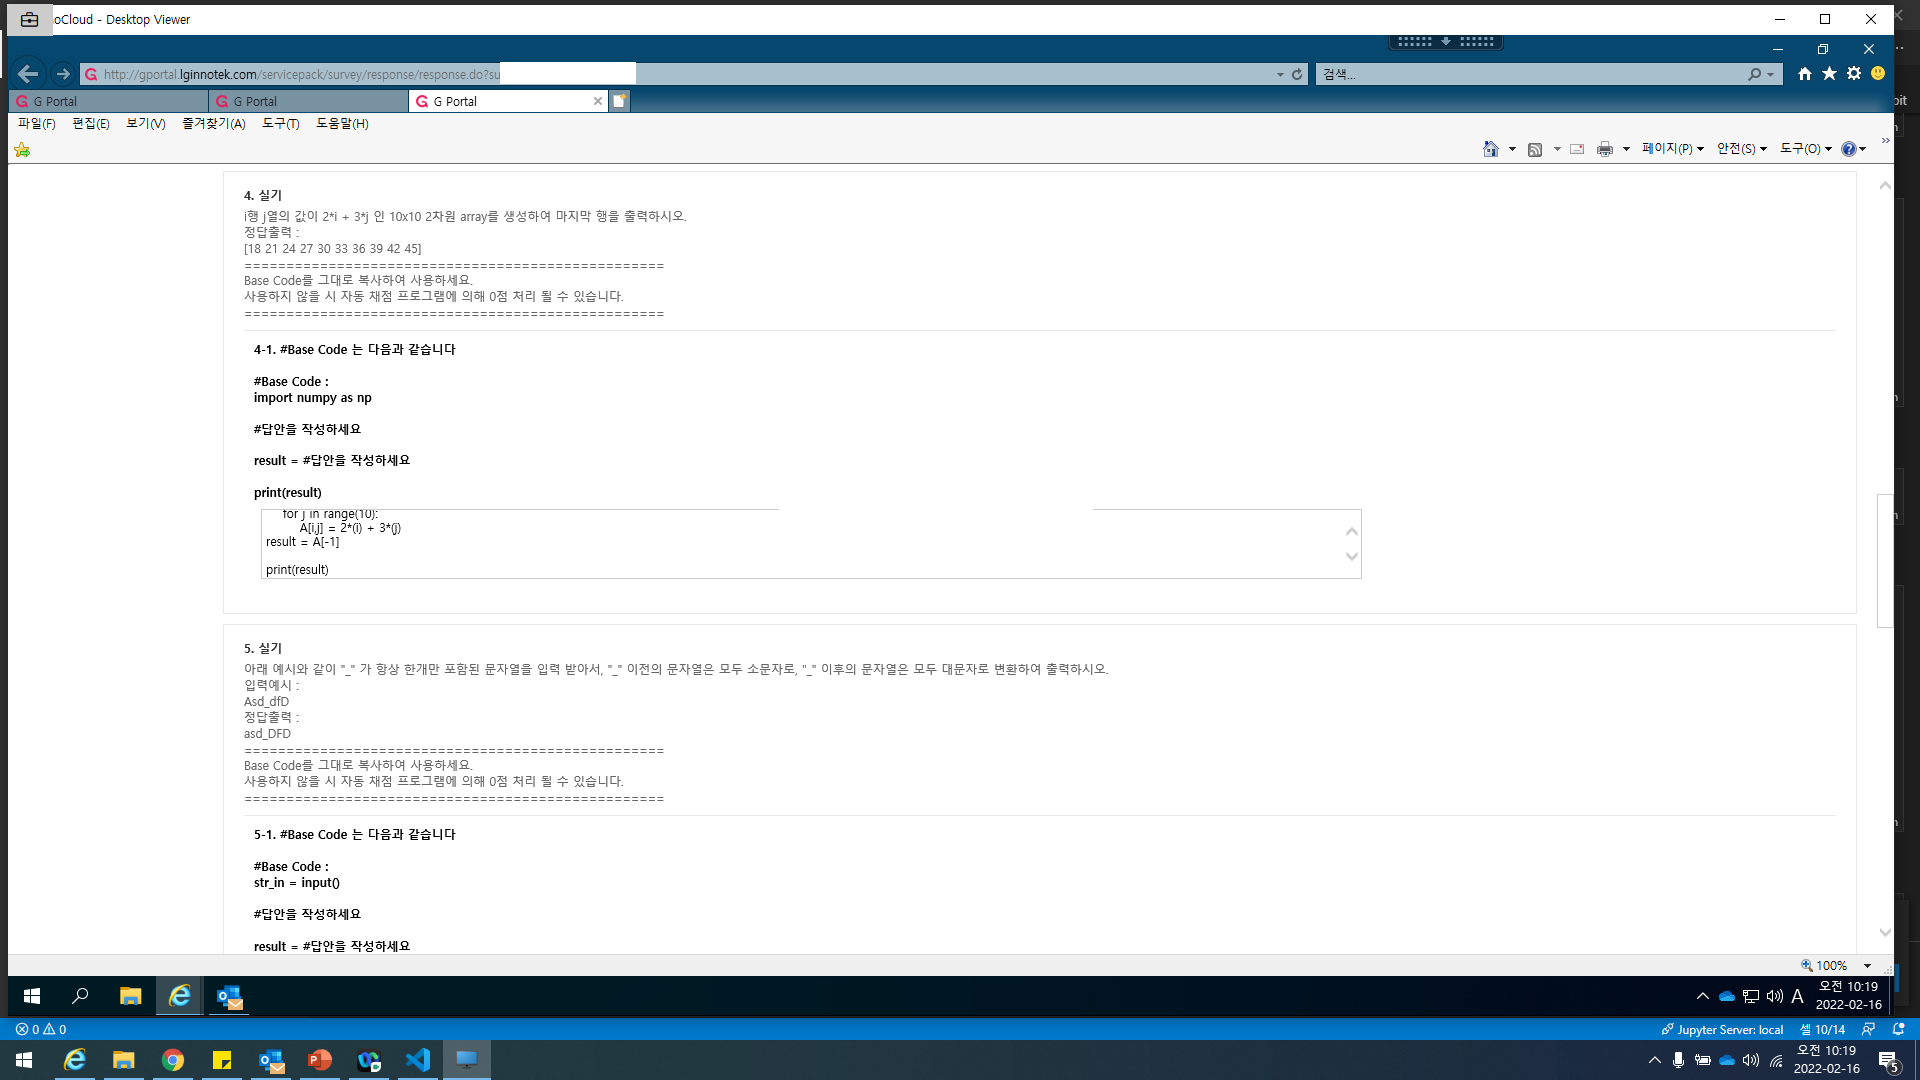 oCloud - Desktop Viewer
http://gportal.lginnotek.com/servicepack/survey/response/response.do?su
검색...
G Portal
G Portal
G Portal
파일(F) 편집(E) 보기(V) 즐겨찾기(A) 도구(T) 도움말(H)
페이지(P) 안전(S) 도구(O)
4. 실기
i행 j열의 값이 2*i + 3*j 인 10x10 2차원 array를 생성하여 마지막 행을 출력하시오.
정답출력 :
[18 21 24 27 30 33 36 39 42 45]
==================================================
Base Code를 그대로 복사하여 사용하세요.
사용하지 않을 시 자동 채점 프로그램에 의해 0점 처리 될 수 있습니다.
==================================================
4-1. #Base Code 는 다음과 같습니다
#Base Code :
import numpy as np
#답안을 작성하세요
result = #답안을 작성하세요
print(result)
for j in range(10):
A[i,j] = 2*(i) + 3*(j)
result = A[-1]
print(result)
5. 실기
아래 예시와 같이 "_" 가 항상 한개만 포함된 문자열을 입력 받아서, "_" 이전의 문자열은 모두 소문자로, "_" 이후의 문자열은 모두 대문자로 변환하여 출력하시오.
입력예시 :
Asd_dfD
정답출력 :
asd_DFD
==================================================
Base Code를 그대로 복사하여 사용하세요.
사용하지 않을 시 자동 채점 프로그램에 의해 0점 처리 될 수 있습니다.
==================================================
5-1. #Base Code 는 다음과 같습니다
#Base Code :
str_in = input()
#답안을 작성하세요
result = #답안을 작성하세요
100%
A
오전 10:19
2022-02-16
0 0
Jupyter Server: local 셀 10/14
오전 10:19
2022-02-16
5